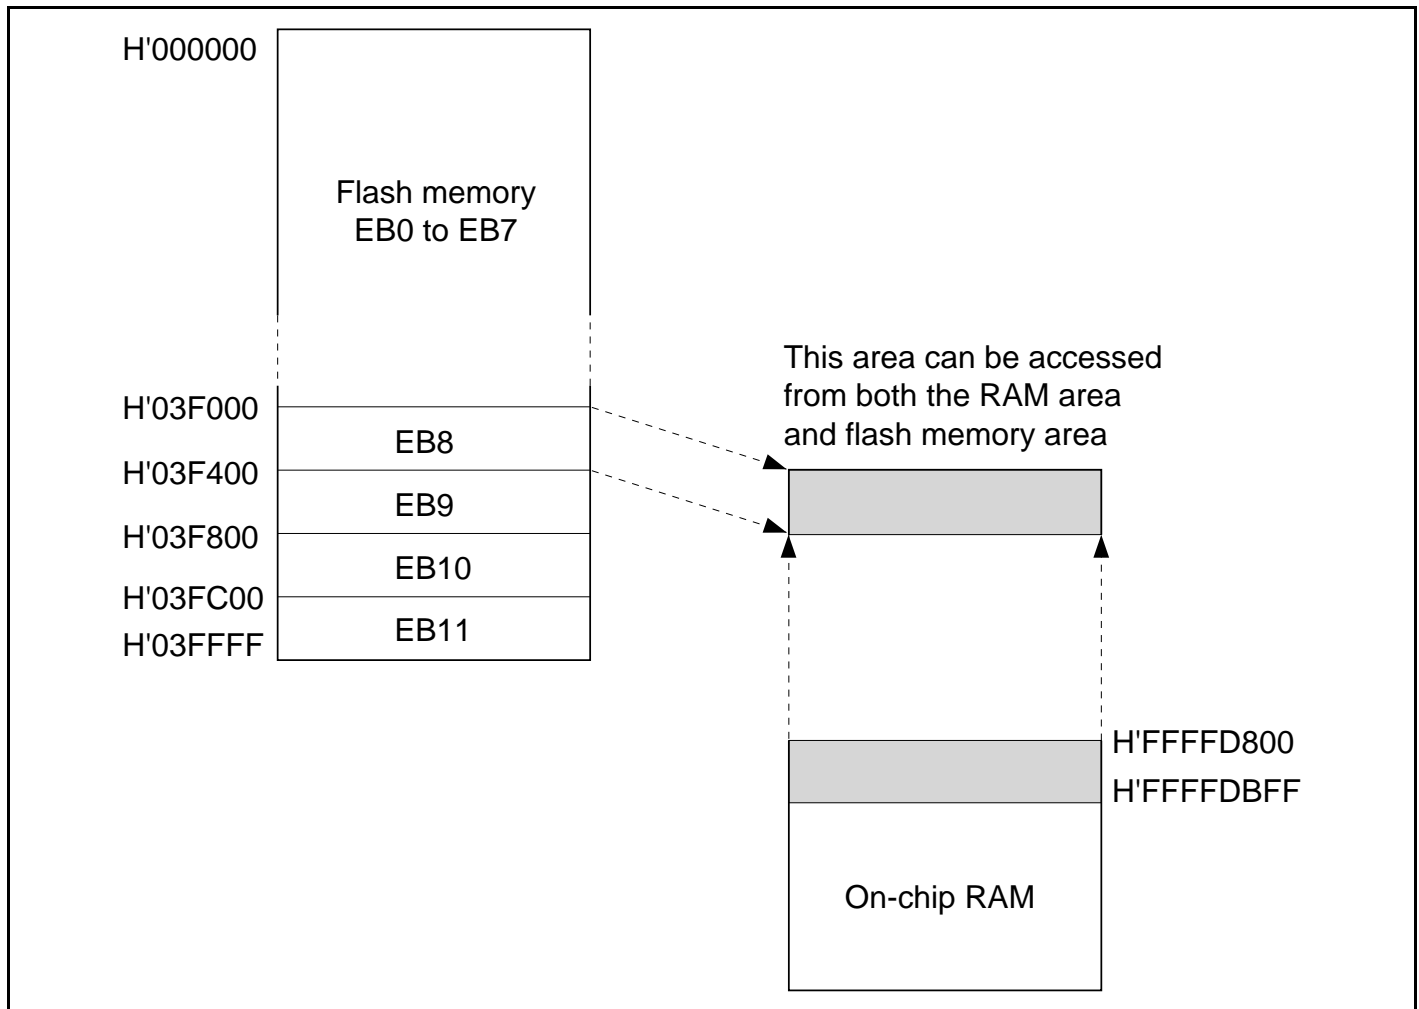 H'000000
Flash memory
EB0 to EB7
This area can be accessed
from both the RAM area
and flash memory area
H'03F000
EB8
H'03F400
EB9
H'03F800
EB10
H'03FC00
EB11
H'03FFFF
H'FFFFD800
H'FFFFDBFF
On-chip RAM